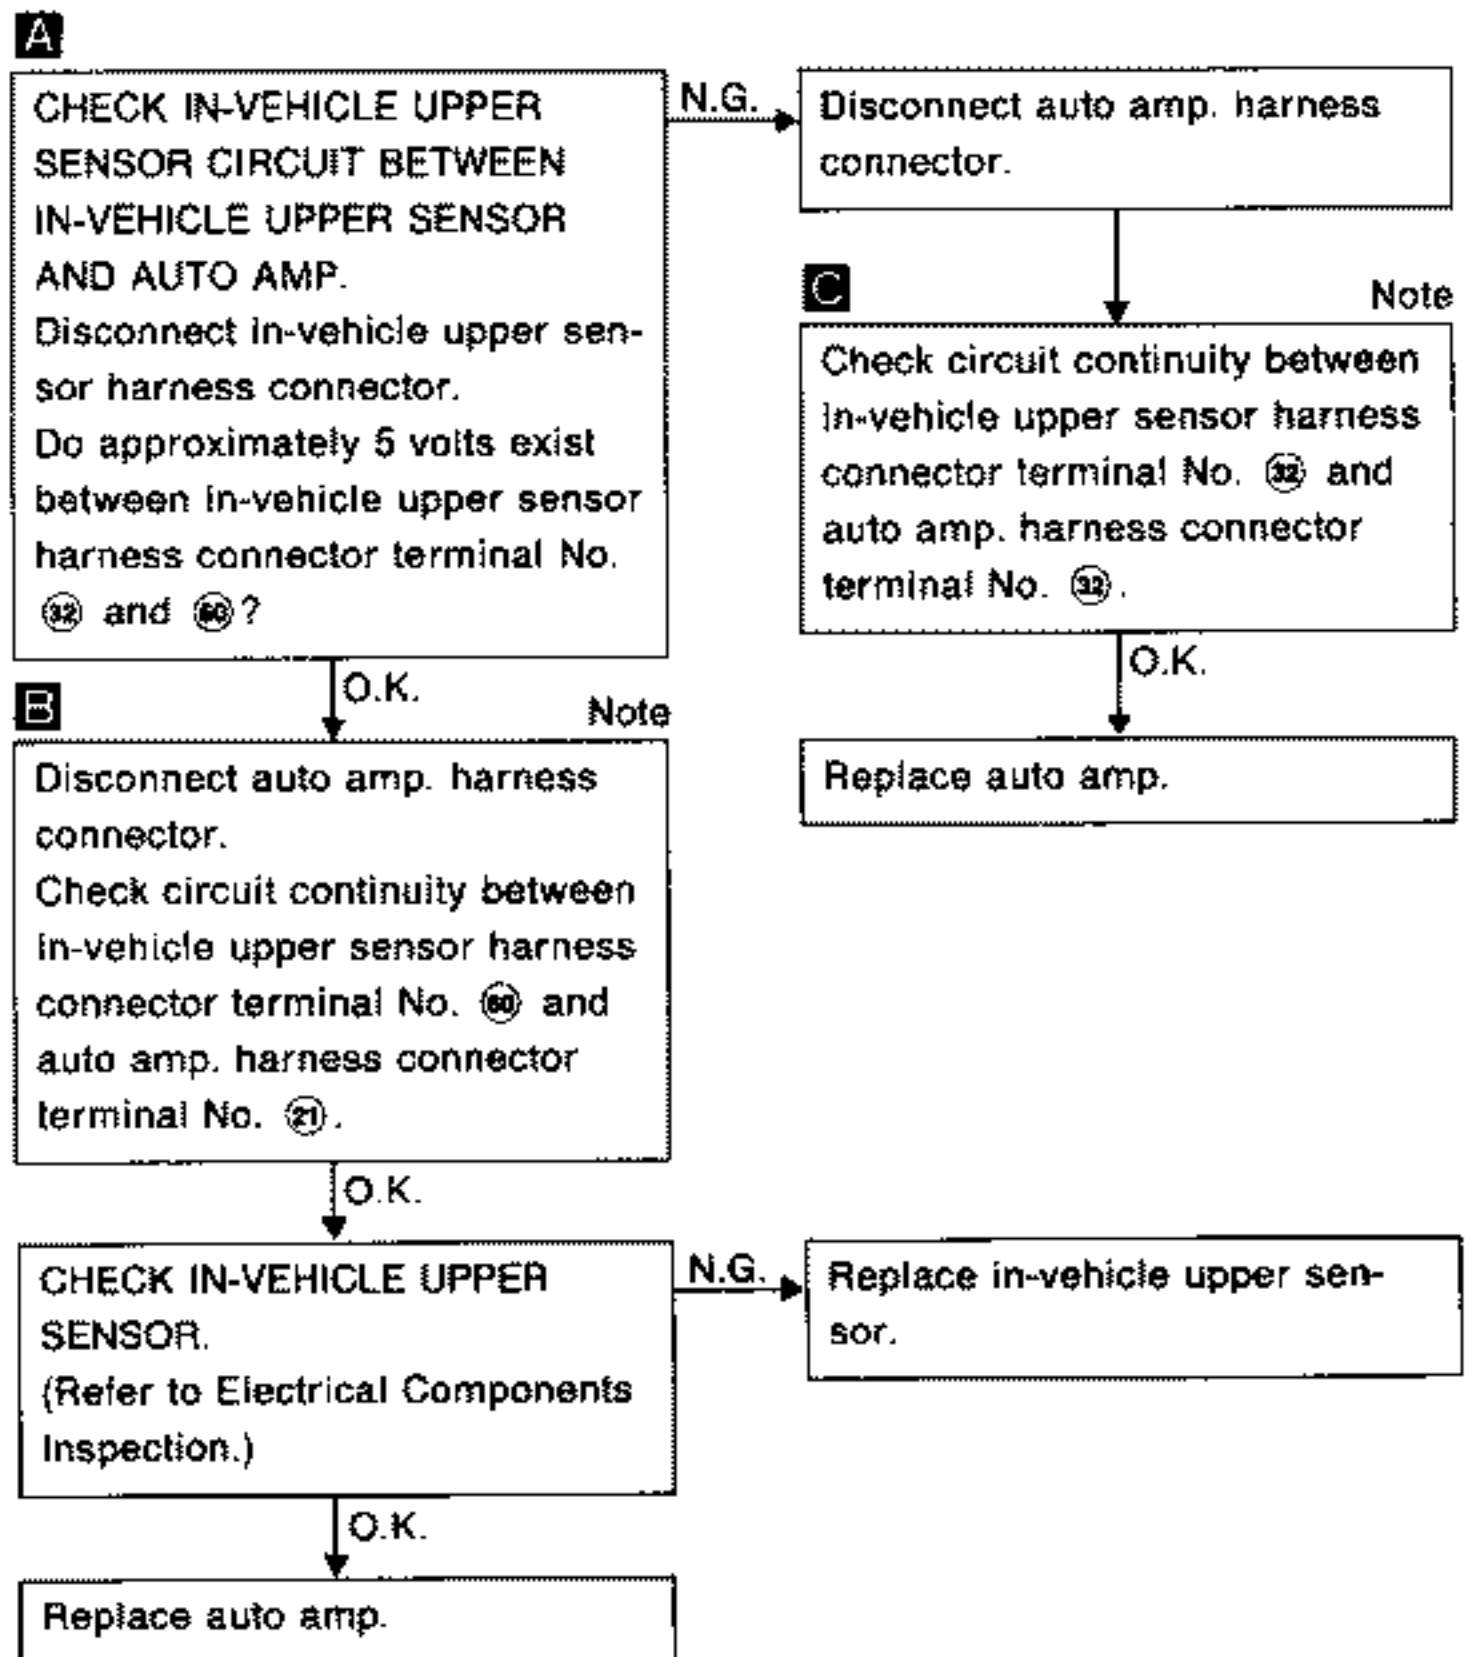 A
CHECK IN-VEHICLE UPPER
SENSOR CIRCUIT BETWEEN
IN-VEHICLE UPPER SENSOR
AND AUTO AMP.
Disconnect in-vehicle upper sen-
sor harness connector.
Do approximately 5 volts exist
between in-vehicle upper sensor
harness connector terminal No.
32 and 60?
N.G.
Disconnect auto amp. harness
connector.
C
Note
Check circuit continuity between
in-vehicle upper sensor harness
connector terminal No. 32 and
auto amp. harness connector
terminal No. 32.
O.K.
Replace auto amp.
O.K.
B
Note
Disconnect auto amp. harness
connector.
Check circuit continuity between
in-vehicle upper sensor harness
connector terminal No. 60 and
auto amp. harness connector
terminal No. 21.
O.K.
CHECK IN-VEHICLE UPPER
SENSOR.
(Refer to Electrical Components
Inspection.)
N.G.
Replace in-vehicle upper sen-
sor.
O.K.
Replace auto amp.